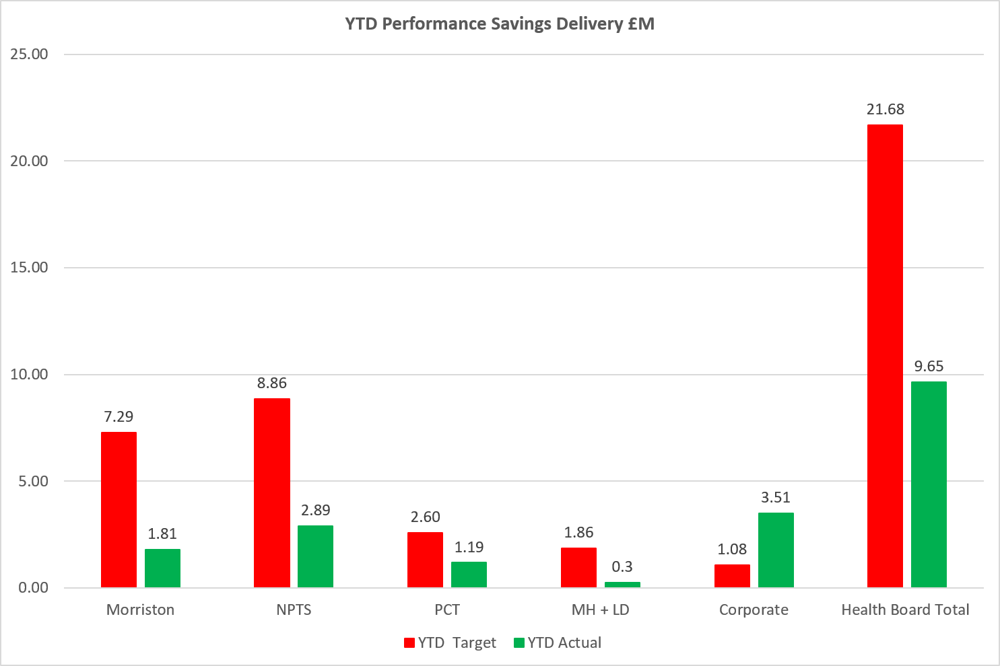 YTD Performance Savings Delivery £M
25.00
20.00
15.00
10.00
5.00
0.00
7.29
1.81
8.86
2.89
2.60
1.19
1.86
0.3
1.08
3.51
21.68
9.65
Morriston
NPTS
PCT
MH + LD
Corporate
Health Board Total
YTD  Target
YTD Actual